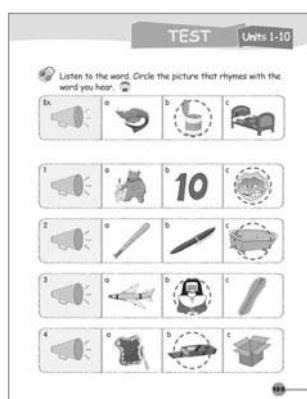 TEST
Units 1-10
Listen to the word. Circle the picture that rhymes with the
word you hear.
Ex.
a
b
c
1
a
b
10
c
2
a
b
c
3
a
b
c
4
a
b
c